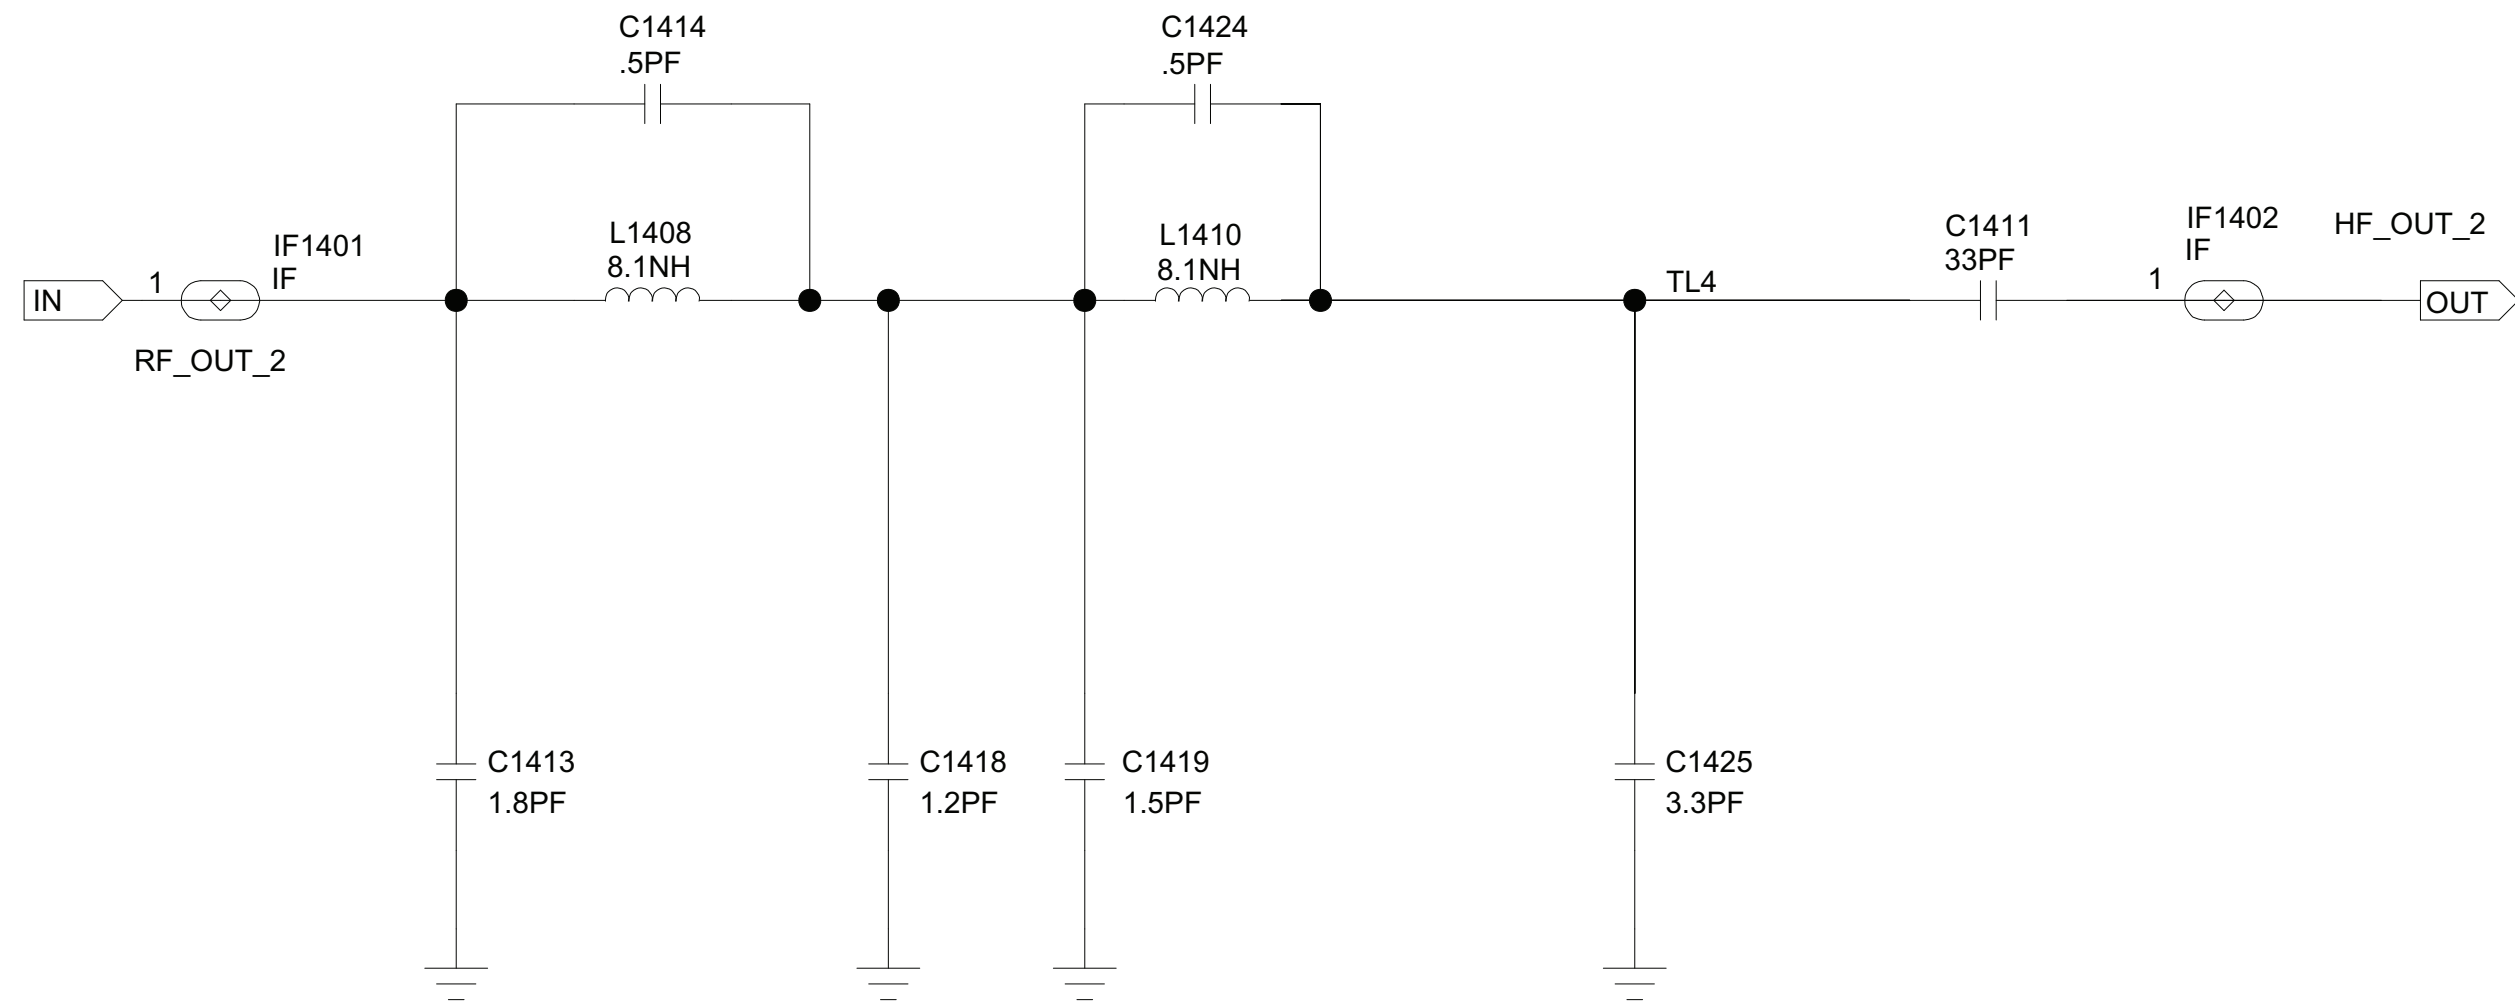 C1414
.5PF
C1424
.5PF
IF1401
IF
L1408
8.1NH
L1410
8.1NH
TL4
C1411
33PF
IF1402
IF
HF_OUT_2
IN
1
1
OUT
RF_OUT_2
C1413
1.8PF
C1418
1.2PF
C1419
1.5PF
C1425
3.3PF